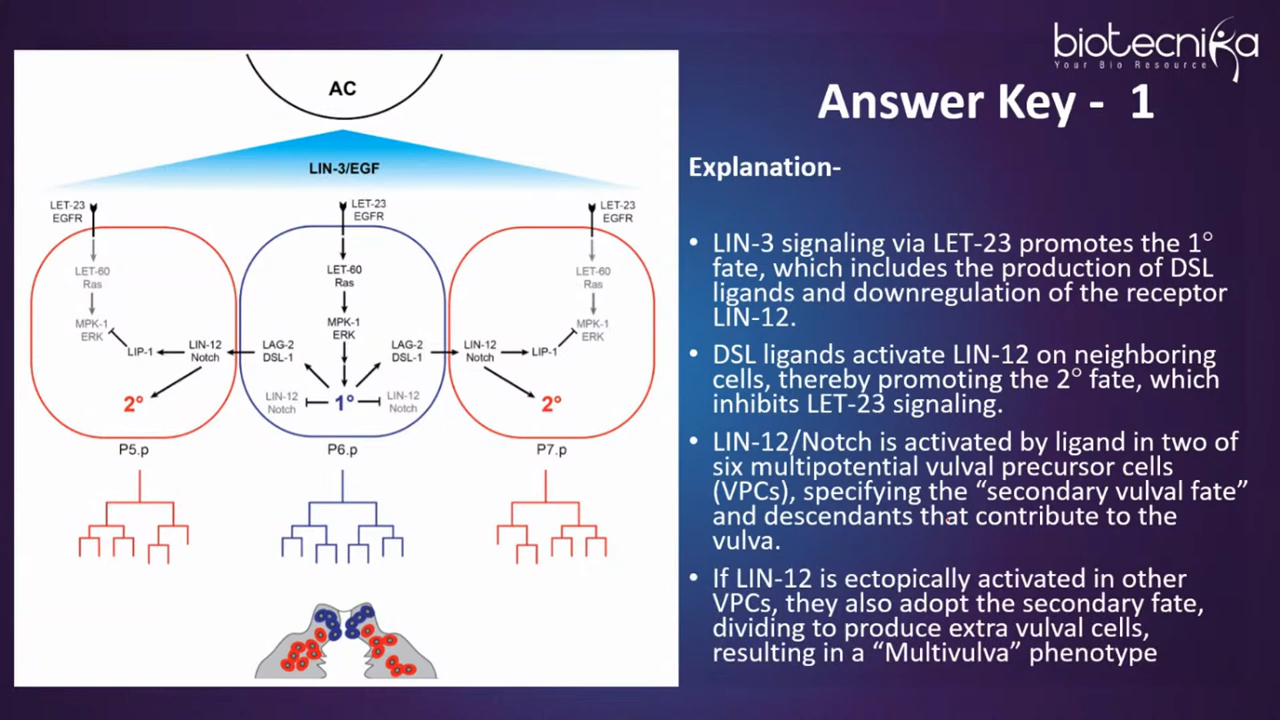 biotecnika
Your Bio Resource
Answer Key - 1
AC
LIN-3/EGF
LET-23
EGFR
LET-23
EGFR
LET-23
EGFR
LET-60
Ras
LET-60
Ras
LET-60
Ras
MPK-1
ERK
MPK-1
ERK
MPK-1
ERK
LIP-1
LIN-12
Notch
LAG-2
DSL-1
LAG-2
DSL-1
LIN-12
Notch
LIP-1
2°
LIN-12
Notch
1°
LIN-12
Notch
2°
P5.p
P6.p
P7.p
Explanation-
• LIN-3 signaling via LET-23 promotes the 1°
fate, which includes the production of DSL
ligands and downregulation of the receptor
LIN-12.
• DSL ligands activate LIN-12 on neighboring
cells, thereby promoting the 2° fate, which
inhibits LET-23 signaling.
• LIN-12/Notch is activated by ligand in two of
six multipotential vulval precursor cells
(VPCs), specifying the “secondary vulval fate”
and descendants that contribute to the
vulva.
• If LIN-12 is ectopically activated in other
VPCs, they also adopt the secondary fate,
dividing to produce extra vulval cells,
resulting in a “Multivulva” phenotype